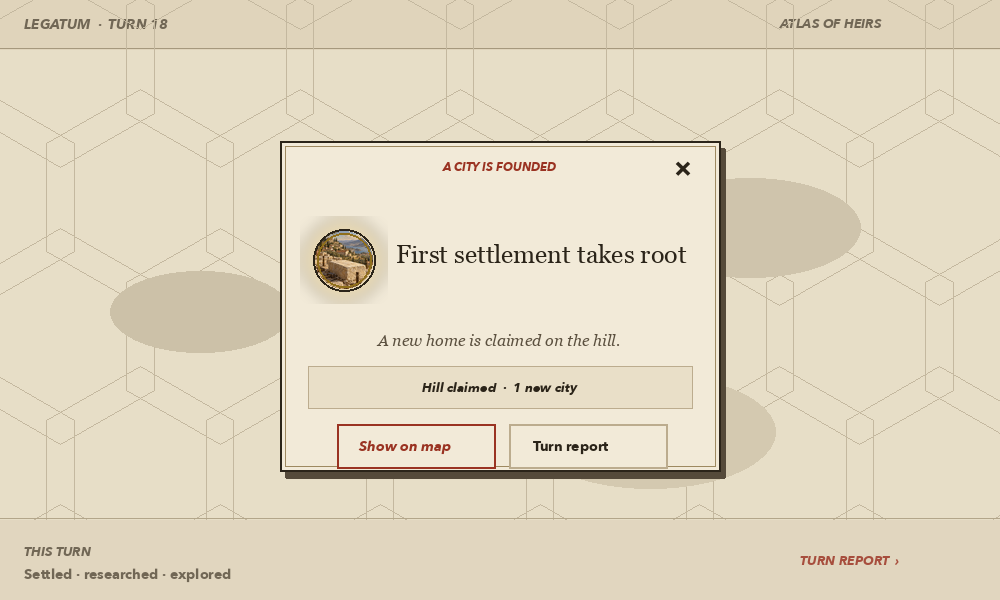 LEGATUM · TURN 18
ATLAS OF HEIRS
A CITY IS FOUNDED
First settlement takes root
A new home is claimed on the hill.
Hill claimed · 1 new city
Show on map
Turn report
THIS TURN
Settled · researched · explored
TURN REPORT ›